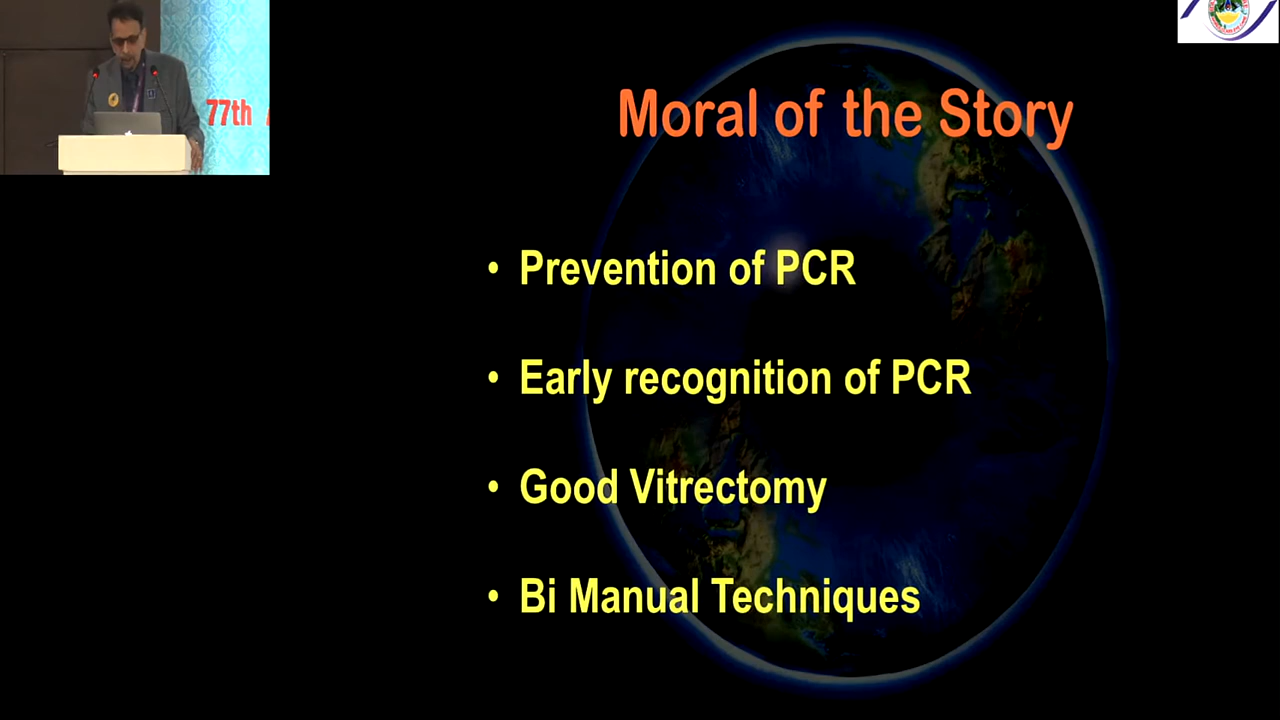 77th
Moral of the Story
• Prevention of PCR
• Early recognition of PCR
• Good Vitrectomy
• Bi Manual Techniques